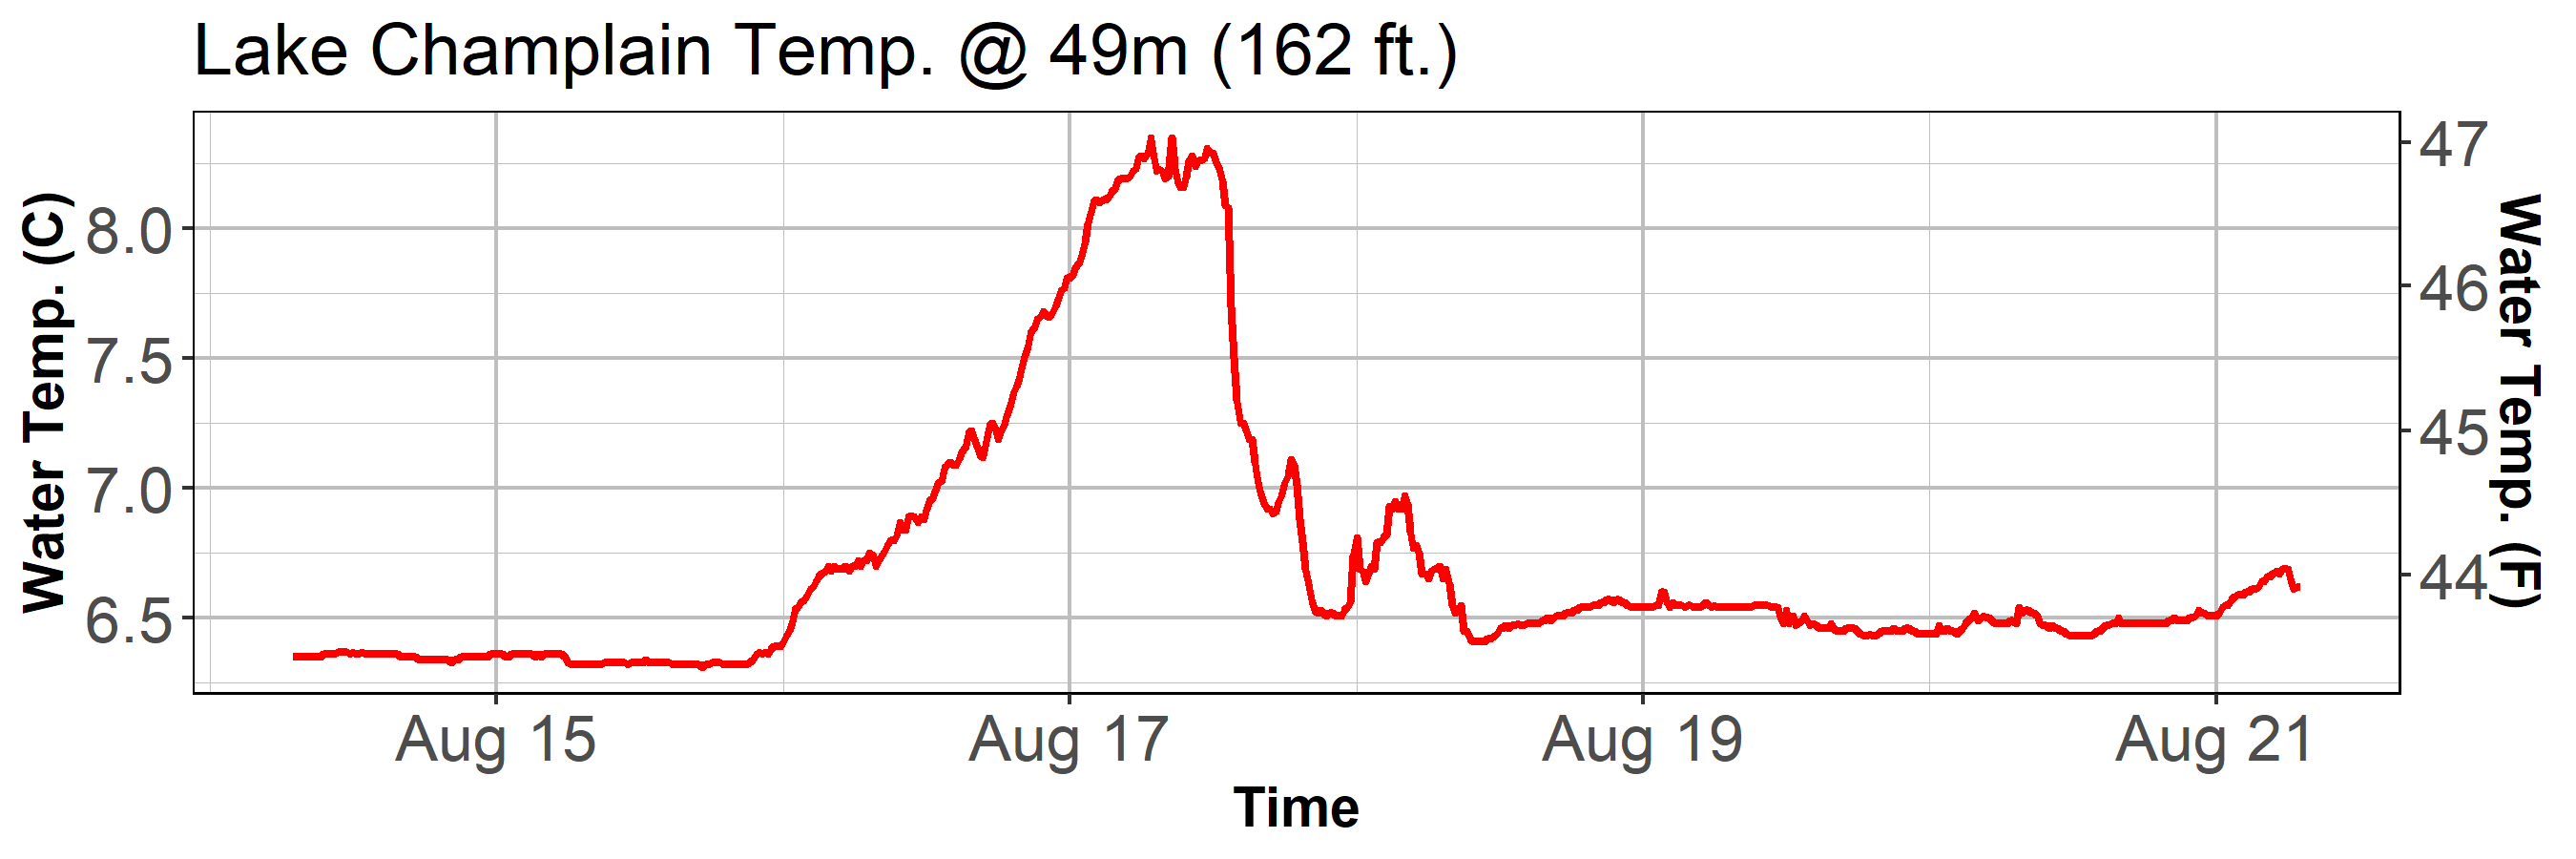 Lake Champlain Temp. @ 49m (162 ft.)
Water Temp. (C)
8.0
7.5
7.0
6.5
47
46
45
44
Water Temp. (F)
Aug 15
Aug 17
Aug 19
Aug 21
Time